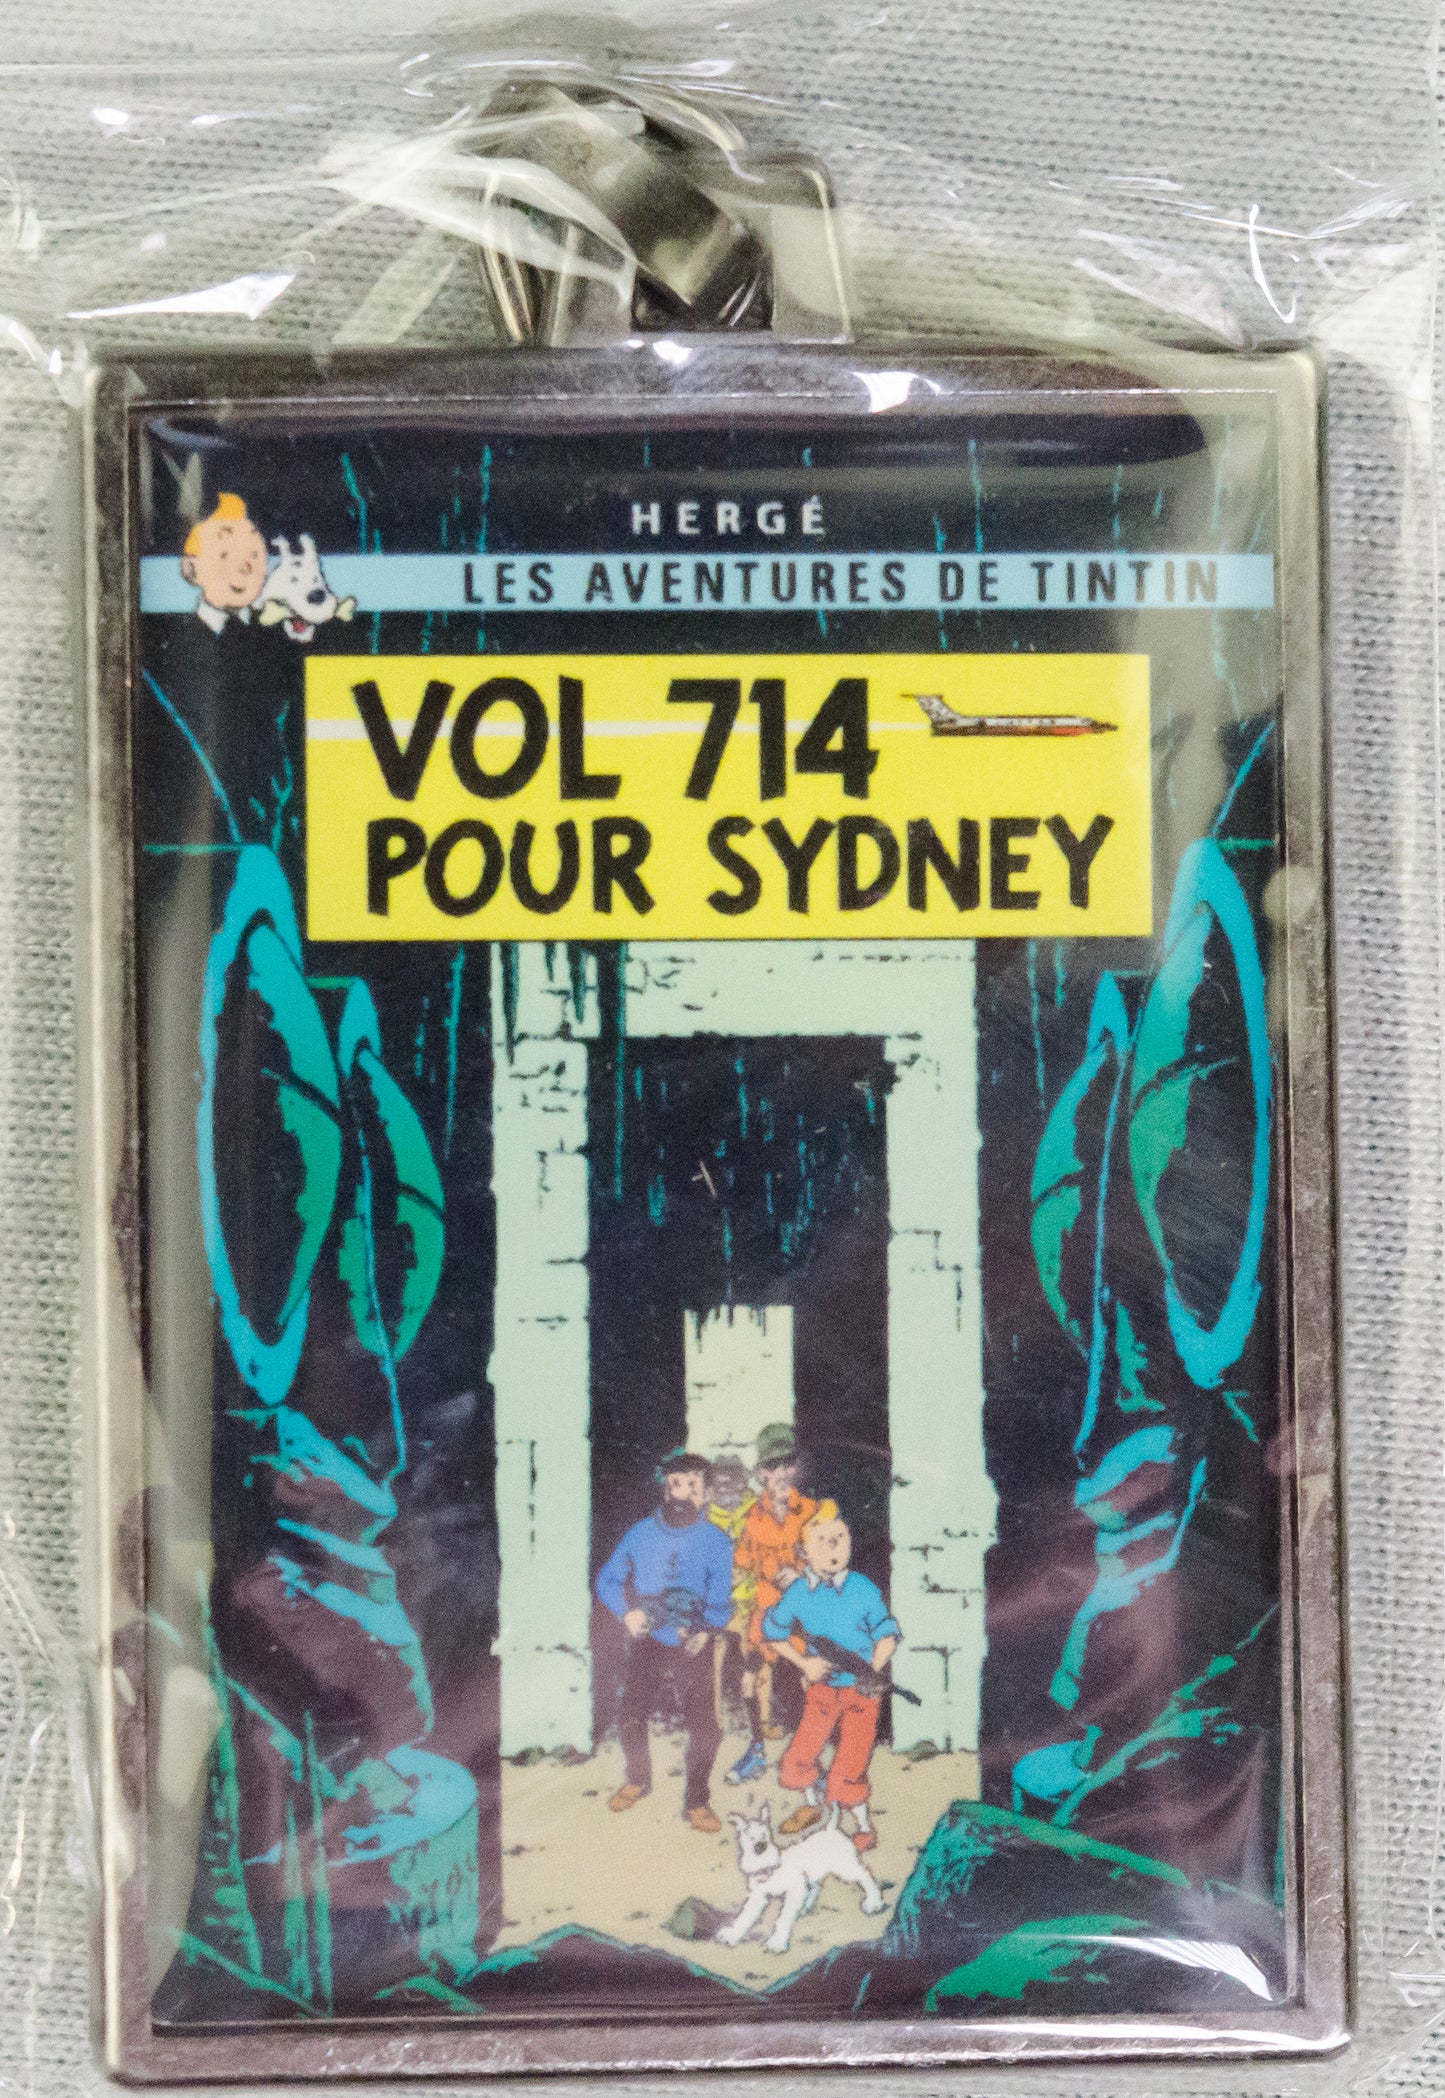 HERGÉ
LES AVENTURES DE TINTIN
VOL 714
POUR SYDNEY